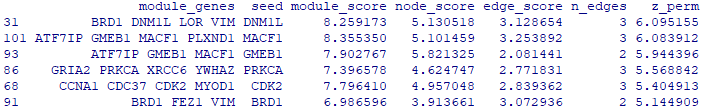 module_genes seed module_score node_score edge_score n_edges z_perm
31 BRD1 DNM1L LOR VIM DNM1L 8.259173 5.130518 3.128654 3 6.095155
101 ATF7IP GMEB1 MACF1 PLXND1 MACF1 8.355350 5.101459 3.253892 3 6.083912
93 ATF7IP GMEB1 MACF1 GMEB1 7.902767 5.821325 2.081441 2 5.944396
86 GRIA2 PRKCA XRCC6 YWHAZ PRKCA 7.396578 4.624747 2.771831 3 5.568842
68 CCNA1 CDC37 CDK2 MYOD1 CDK2 7.796410 4.957048 2.839362 3 5.404913
91 BRD1 FEZ1 VIM BRD1 6.986596 3.913661 3.072936 2 5.144909